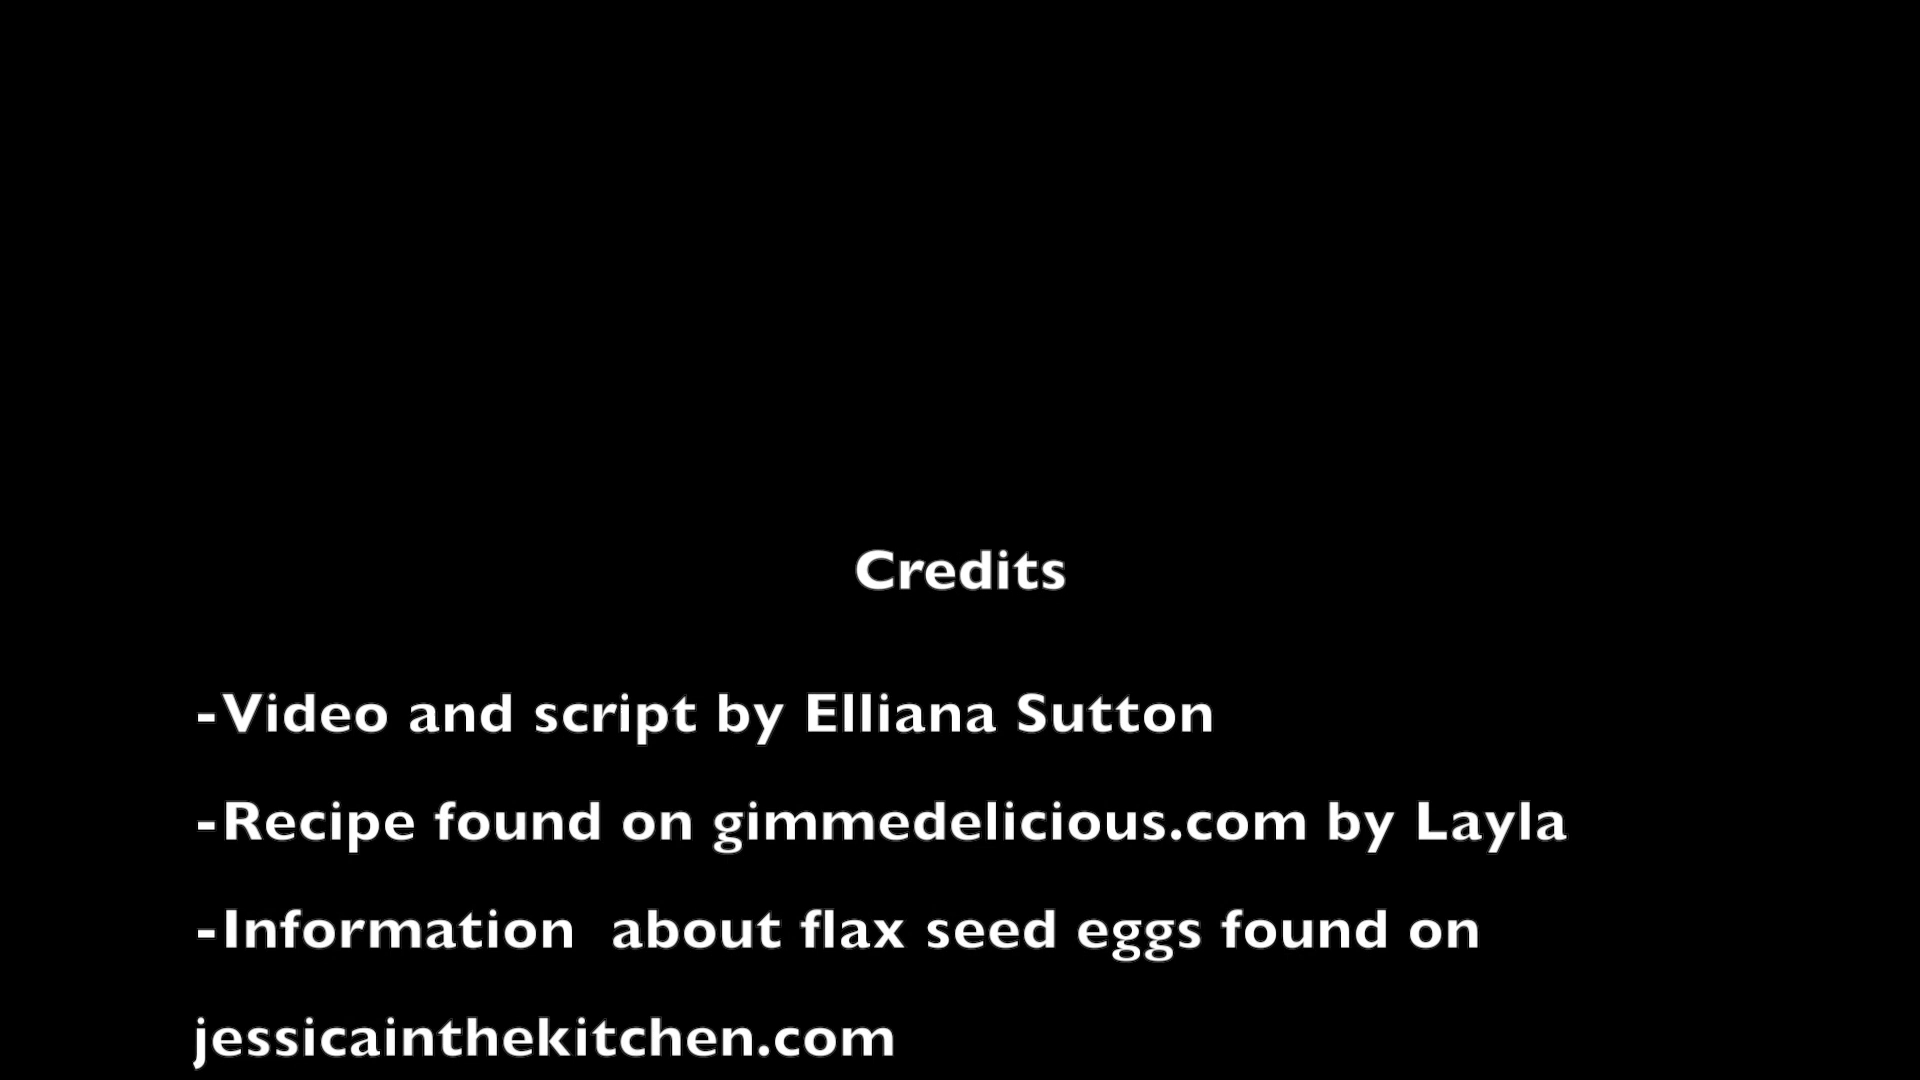 Credits
-Video and script by Elliana Sutton
-Recipe found on gimmedelicious.com by Layla
-Information  about flax seed eggs found on
jessicainthekitchen.com